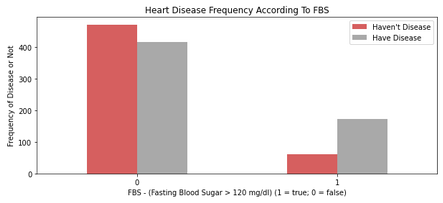 Heart Disease Frequency According To FBS
Haven't Disease
Have Disease
Frequency of Disease or Not
400
300
200
100
0
0 1
FBS - (Fasting Blood Sugar > 120 mg/dl) (1 = true; 0 = false)